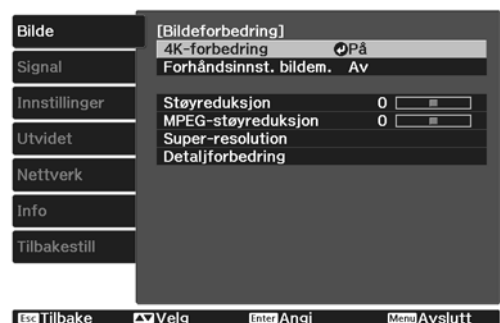 Bilde
Signal
Innstillinger
Utvidet
Nettverk
Info
Tilbakestill
[Bildeforbedring]
4K-forbedring På
Forhåndsinnst. bildem. Av
Støyreduksjon 0
MPEG-støyreduksjon 0
Super-resolution
Detaljforbedring
Esc Tilbake Velg Enter Angi Menu Avslutt